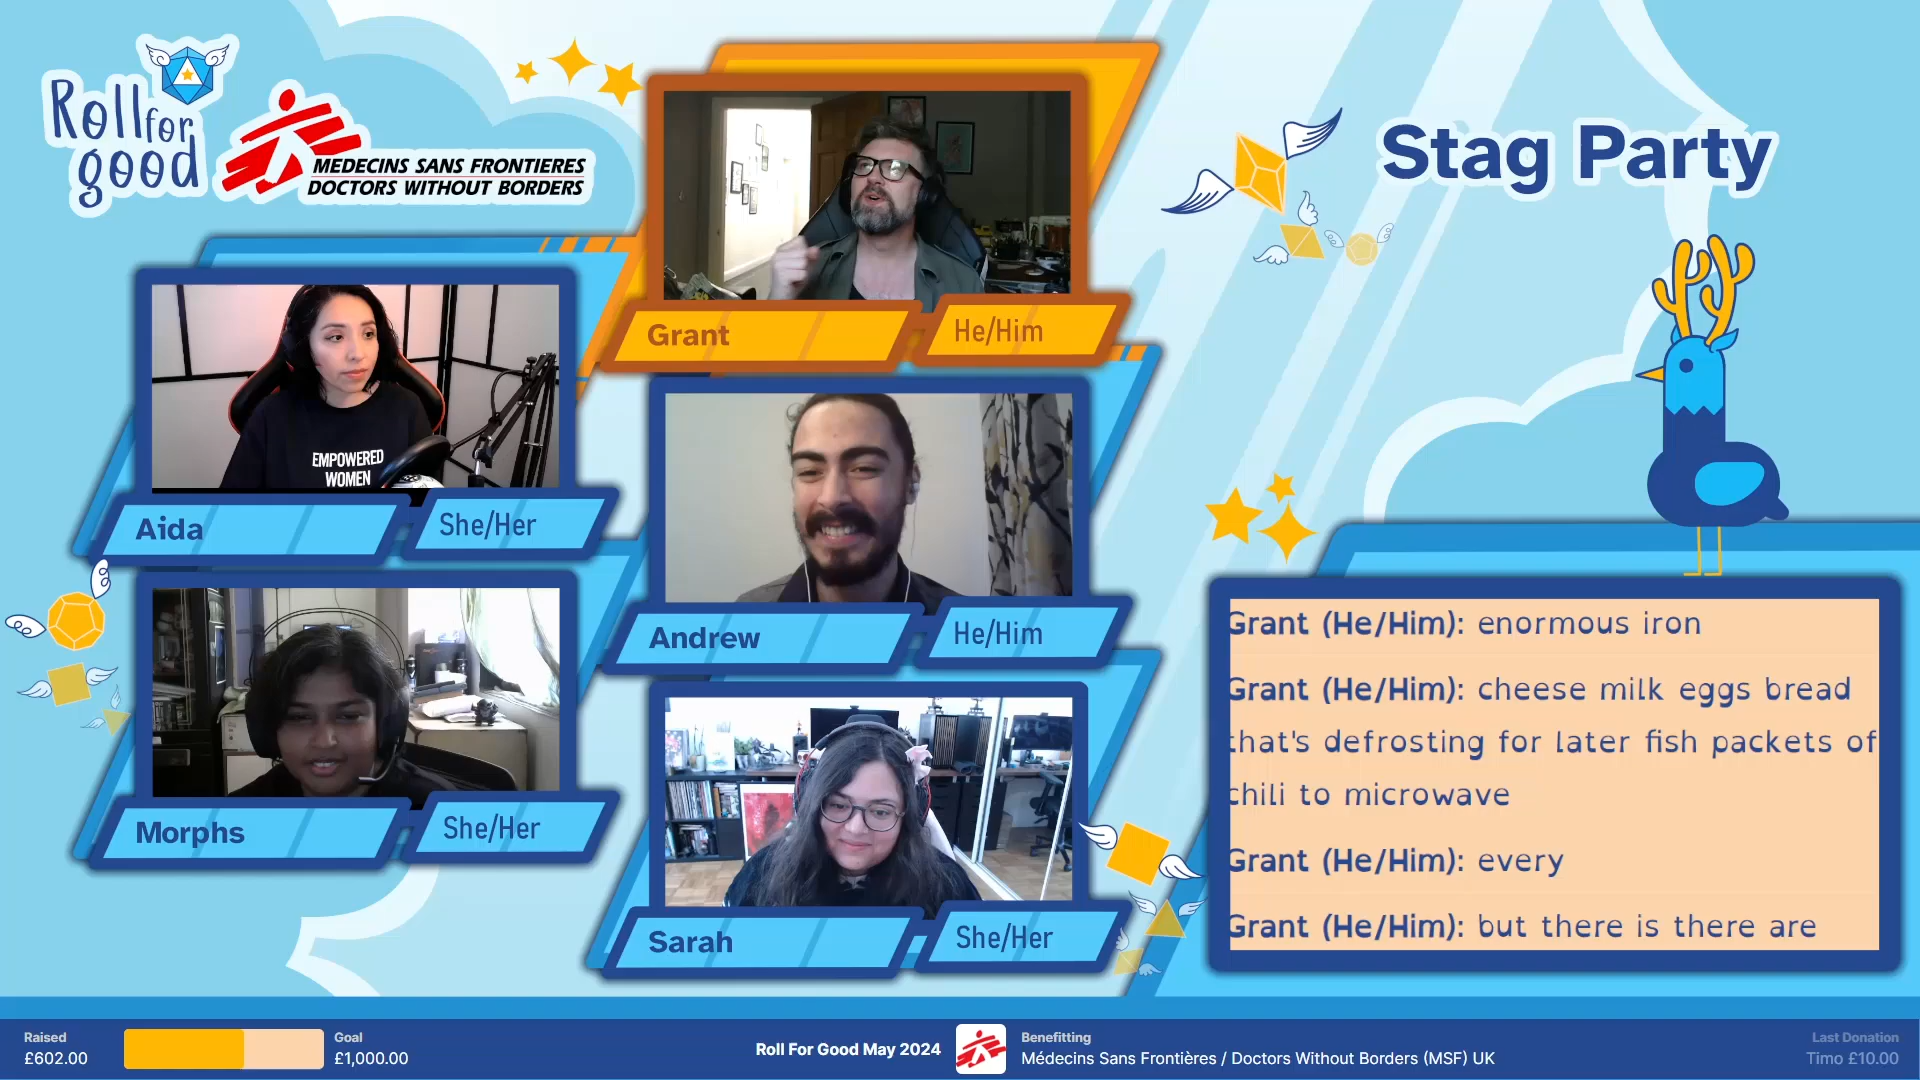 Roll for
good
MEDECINS SANS FRONTIERES
DOCTORS WITHOUT BORDERS
Stag Party
Grant
He/Him
EMPOWERED
WOMEN
Aida
She/Her
Andrew
He/Him
Morphs
She/Her
Sarah
She/Her
Grant (He/Him): enormous iron
Grant (He/Him): cheese milk eggs bread
that's defrosting for later fish packets of
chili to microwave
Grant (He/Him): every
Grant (He/Him): but there is there are
Raised
£602.00
Goal
£1,000.00
Roll For Good May 2024
Benefitting
Médecins Sans Frontières / Doctors Without Borders (MSF) UK
Last Donation
Timo £10.00